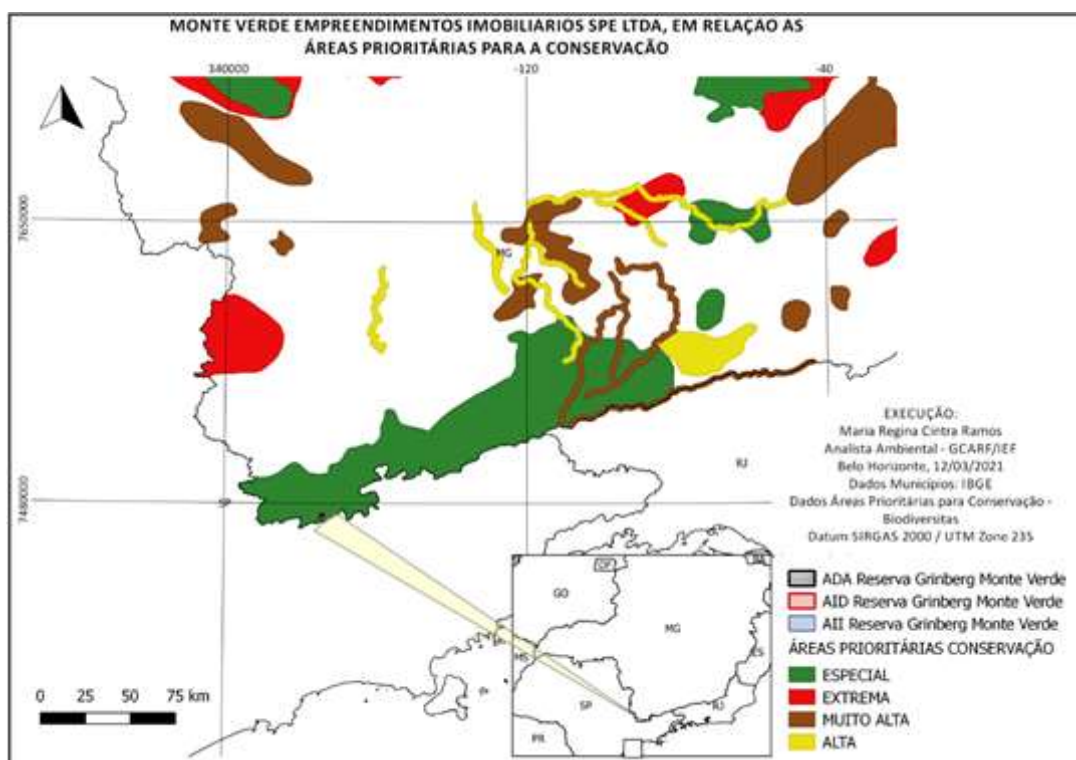 MONTE VERDE EMPREENDIMENTOS IMOBILIARIOS SPE LTDA, EM RELAÇAO AS
ÁREAS PRIORITÁRIAS PARA A CONSERVAÇÃO
340000
-120
-40
7650000
MG
7480000
SP
RJ
EXECUÇÃO:
Maria Regina Cintra Ramos
Analista Ambiental - GCARF/IEF
Belo Horizonte, 12/03/2021
Dados Municípios: IBGE
Dados Áreas Prioritárias para Conservação -
Biodiversitas
Datum SIRGAS 2000 / UTM Zone 23S
ADA Reserva Grinberg Monte Verde
AID Reserva Grinberg Monte Verde
AII Reserva Grinberg Monte Verde
ÁREAS PRIORITÁRIAS CONSERVAÇÃO
ESPECIAL
EXTREMA
MUITO ALTA
ALTA
0 25 50 75 km
DF
BA
GO
MG
ES
MS
SP
RJ
PR